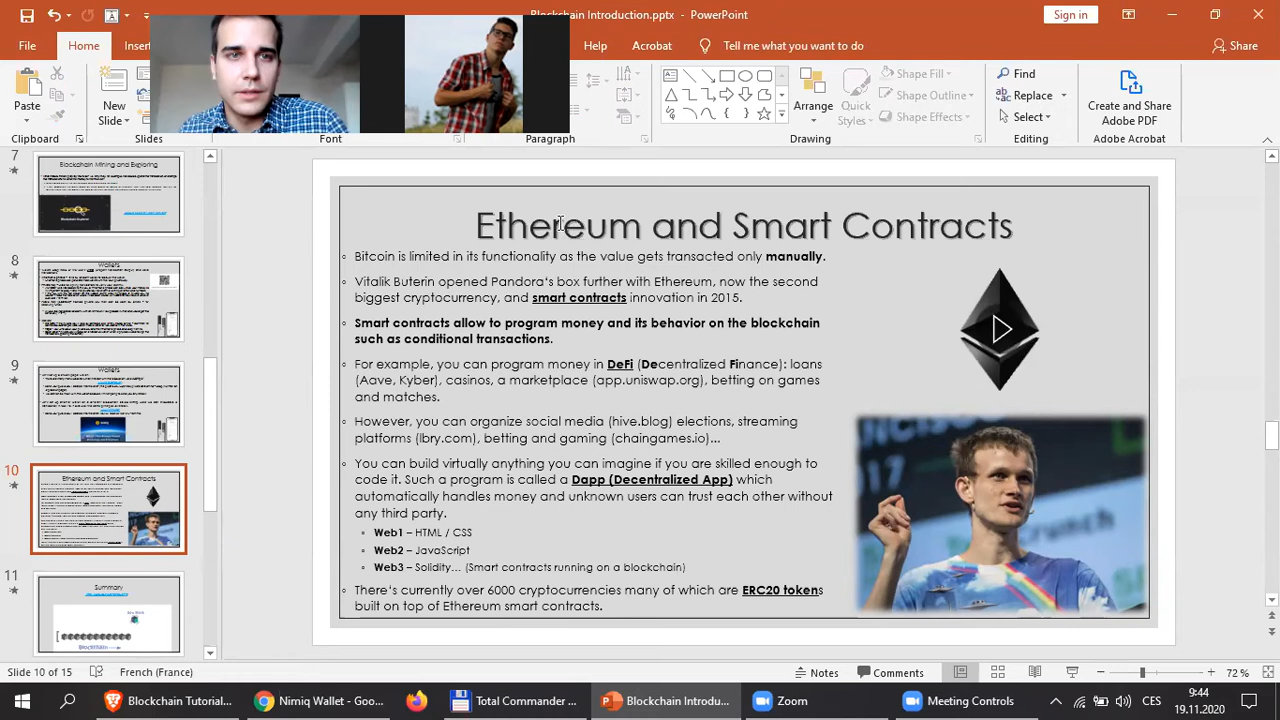 Blockchain Introduction - PowerPoint
Sign in
Home
Help
Acrobat
Tell me what you want to do
Share
Paste
New
Slide
Arrange
Quick
Styles
Shape Fill
Shape Outline
Shape Effects
Find
Replace
Select
Create and Share
Adobe PDF
Clipboard
Slides
Font
Paragraph
Drawing
Editing
Adobe Acrobat
7
Blockchain Mining and Exploring
8
Wallets
9
Wallets
10
Ethereum and Smart Contracts
11
Summary
Blockchain
Ethereum and Smart Contracts
Bitcoin is limited in its functionality as the value gets transacted only manually.
Vitalik Buterin opened Pandora's box further with Ethereum, now the second
biggest cryptocurrency, and smart contracts innovation in 2015.
Smart contracts allow to program money and its behavior on the blockchain
such as conditional transactions.
For example, you can program money in DeFi (Decentralized Finance): loans
(Aave, Kyber), casinos, a marketplace (app.uniswap.org), betting on games
and matches.
However, you can organize social media (hive.blog) elections, streaming
platforms (lbry.com), betting and gaming (chaingames.io)...
You can build virtually anything you can imagine if you are skilled enough to
code it. Such a program is called a Dapp (Decentralized App) which
automatically handles money and unknown users can trust each other without
any third party.
Web1 – HTML / CSS
Web2 – JavaScript
Web3 – Solidity... (Smart contracts running on a blockchain)
There's currently over 6000 cryptocurrencies many of which are ERC20 tokens
built on top of Ethereum smart contracts.
Slide 10 of 15
French (France)
Notes
Comments
72 %
Blockchain Tutorial...
Nimiq Wallet - Goo...
Total Commander ...
Blockchain Introdu...
Zoom
Meeting Controls
CES
9:44
19.11.2020